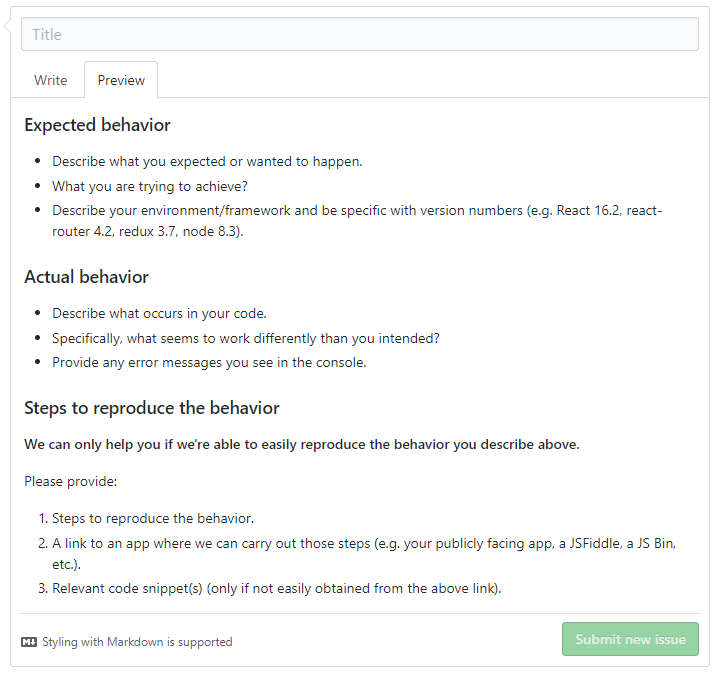 Title
Write
Preview
Expected behavior
• Describe what you expected or wanted to happen.
• What you are trying to achieve?
• Describe your environment/framework and be specific with version numbers (e.g. React 16.2, react-
router 4.2, redux 3.7, node 8.3).
Actual behavior
• Describe what occurs in your code.
• Specifically, what seems to work differently than you intended?
• Provide any error messages you see in the console.
Steps to reproduce the behavior
We can only help you if we're able to easily reproduce the behavior you describe above.
Please provide:
1. Steps to reproduce the behavior.
2. A link to an app where we can carry out those steps (e.g. your publicly facing app, a JSFiddle, a JS Bin,
etc.).
3. Relevant code snippet(s) (only if not easily obtained from the above link).
M↓ Styling with Markdown is supported
Submit new issue